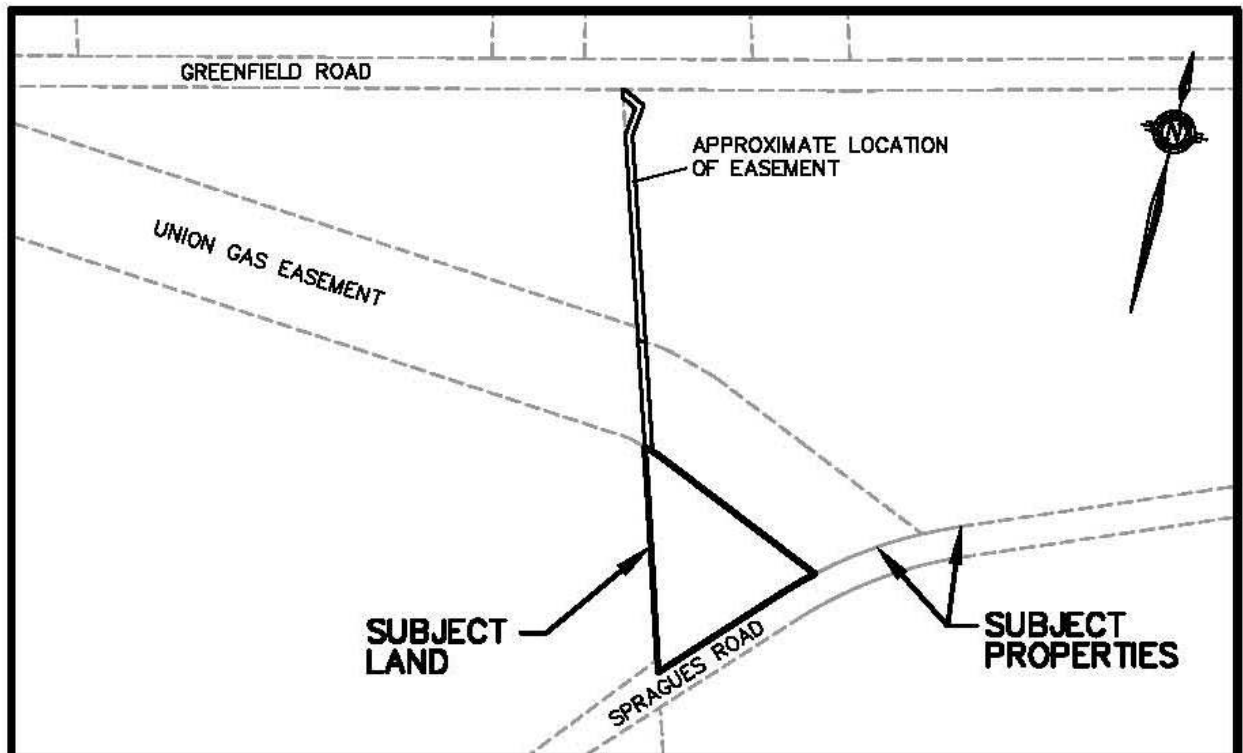 GREENFIELD ROAD
APPROXIMATE LOCATION
OF EASEMENT
N
UNION GAS EASEMENT
SUBJECT
LAND
SPRAGUES ROAD
SUBJECT
PROPERTIES